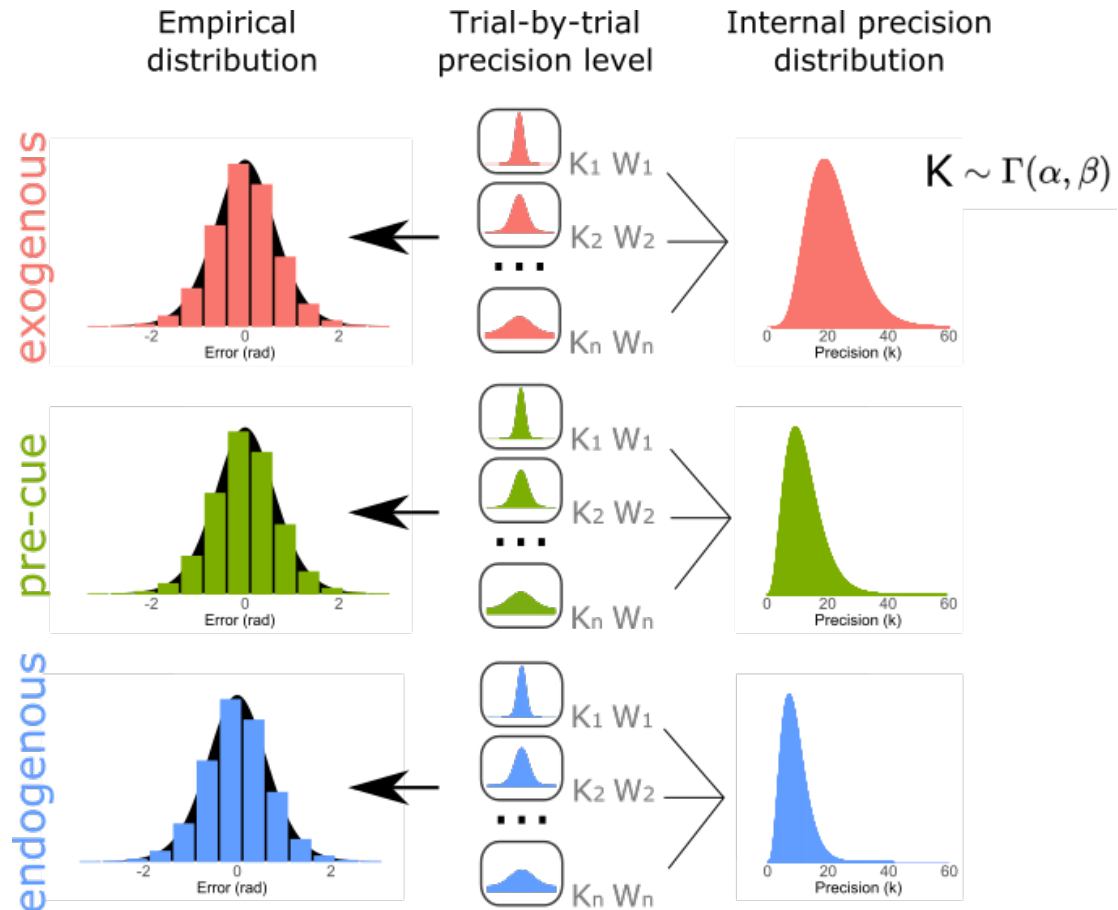 Empirical
distribution
Trial-by-trial
precision level
Internal precision
distribution
exogenous
-2 0 2
Error (rad)
K1 W1
K2 W2
...
Kn Wn
0 20 40 60
Precision (k)
K ∼ Γ(α, β)
pre-cue
-2 0 2
Error (rad)
K1 W1
K2 W2
...
Kn Wn
0 20 40 60
Precision (k)
endogenous
-2 0 2
Error (rad)
K1 W1
K2 W2
...
Kn Wn
0 20 40 60
Precision (k)